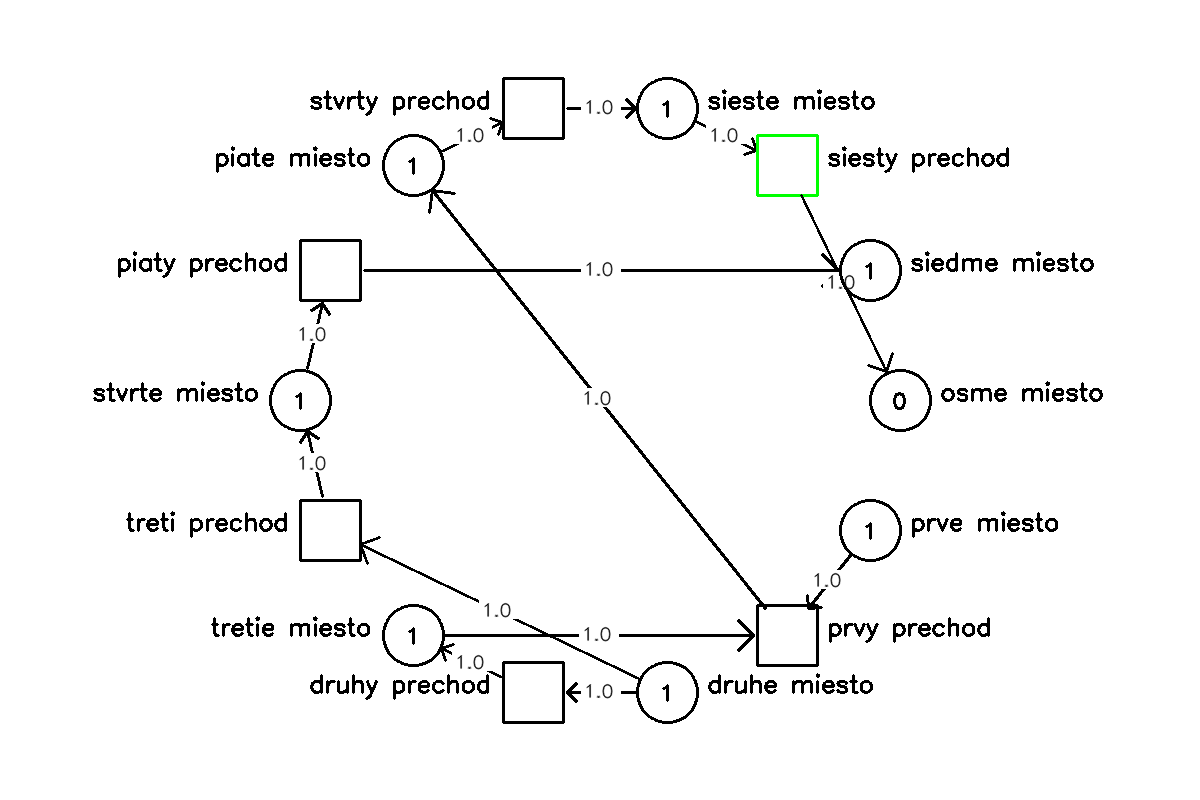 stvrty prechod
1.0
1
sieste miesto
1.0
1.0
piate miesto
1
siesty prechod
piaty prechod
1.0
1
siedme miesto
1.0
1.0
stvrte miesto
1
1.0
0
osme miesto
1.0
treti prechod
1
prve miesto
1.0
1.0
tretie miesto
1
1.0
prvy prechod
1.0
druhy prechod
1.0
1
druhe miesto